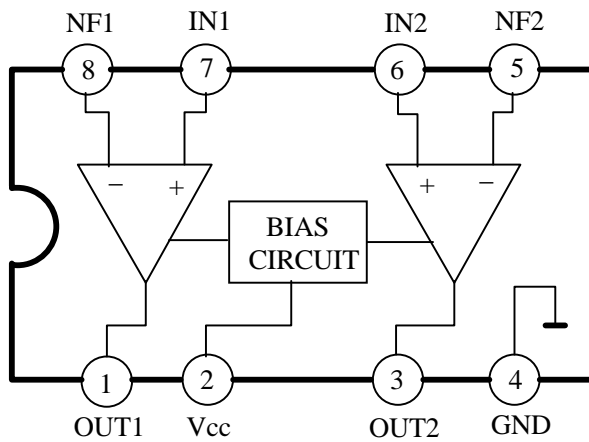 NF1 IN1 IN2 NF2
8 7 6 5
− + + −
BIAS
CIRCUIT
1 2 3 4
OUT1 Vcc OUT2 GND